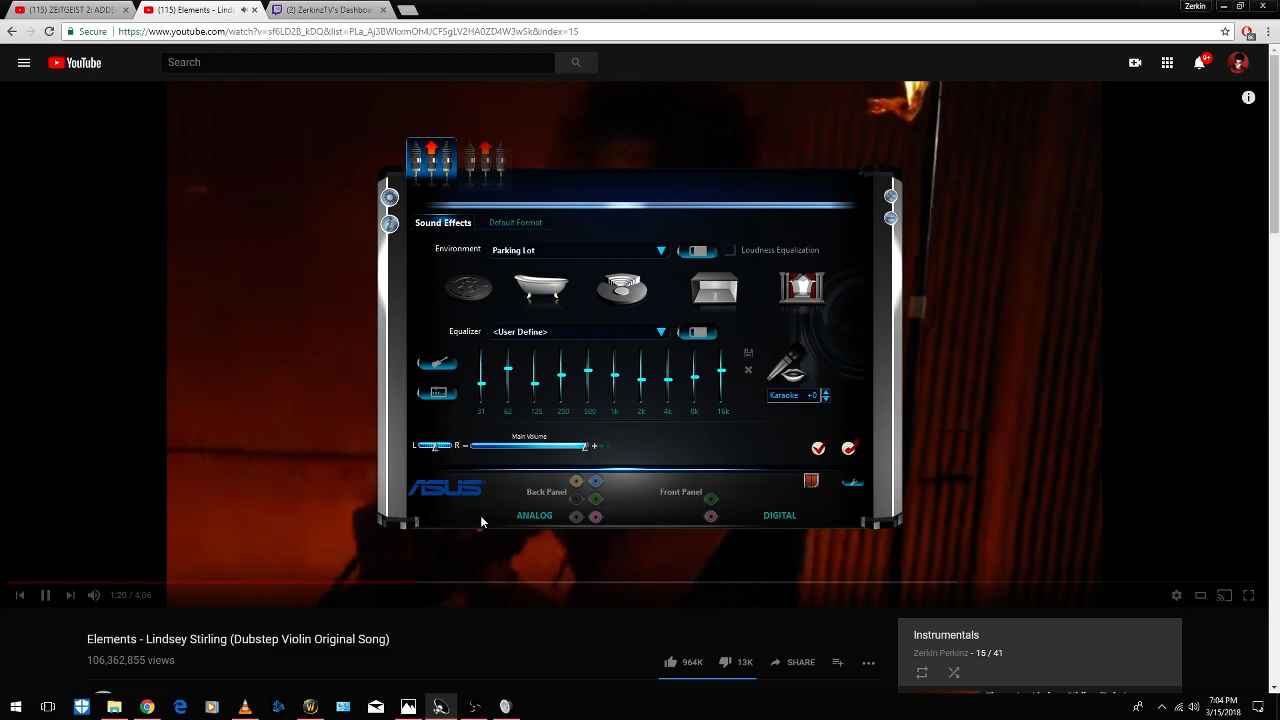 (115) ZEITGEIST 2: ADDE
(115) Elements - Linds
(2) ZerkinzTV's Dashboar
Zerkin
Secure
https://www.youtube.com/watch?v=sf6LD2B_kDQ&list=PLa_Aj3BWkxmOh4JCF5gLV2HA0ZD4W3wSk&index=15
YouTube
Search
9+
Sound Effects
Default Format
Environment
Parking Lot
Loudness Equalization
Equalizer
<User Define>
31 62 125 250 500 1k 2k 4k 8k 16k
Karaoke +0
Main Volume
L R - +
ASUS
Back Panel
Front Panel
ANALOG
DIGITAL
1:20 / 4:06
Elements - Lindsey Stirling (Dubstep Violin Original Song)
106,362,855 views
964K
13K
SHARE
Instrumentals
Zerkin Perkinz - 15 / 41
7:04 PM
3/15/2018